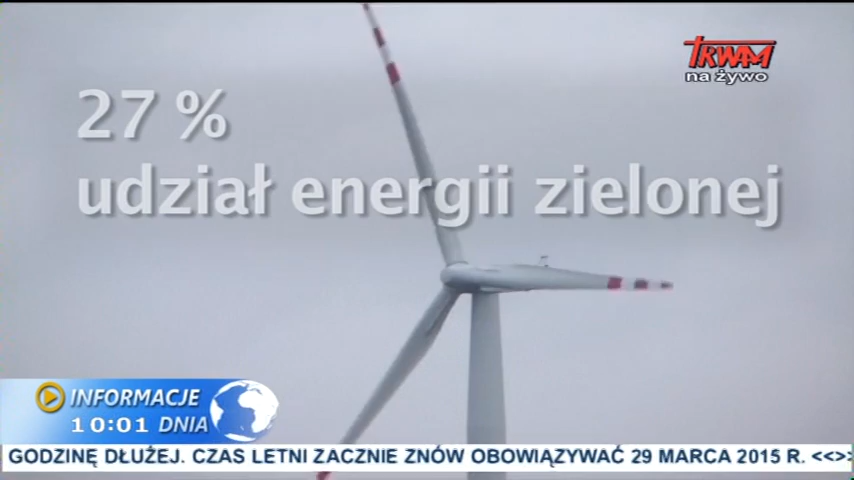 TRWAM
na żywo
27 %
udział energii zielonej
INFORMACJE
10:01 DNIA
GODZINĘ DŁUŻEJ. CZAS LETNI ZACZNIE ZNÓW OBOWIĄZYWAĆ 29 MARCA 2015 R. <<>>